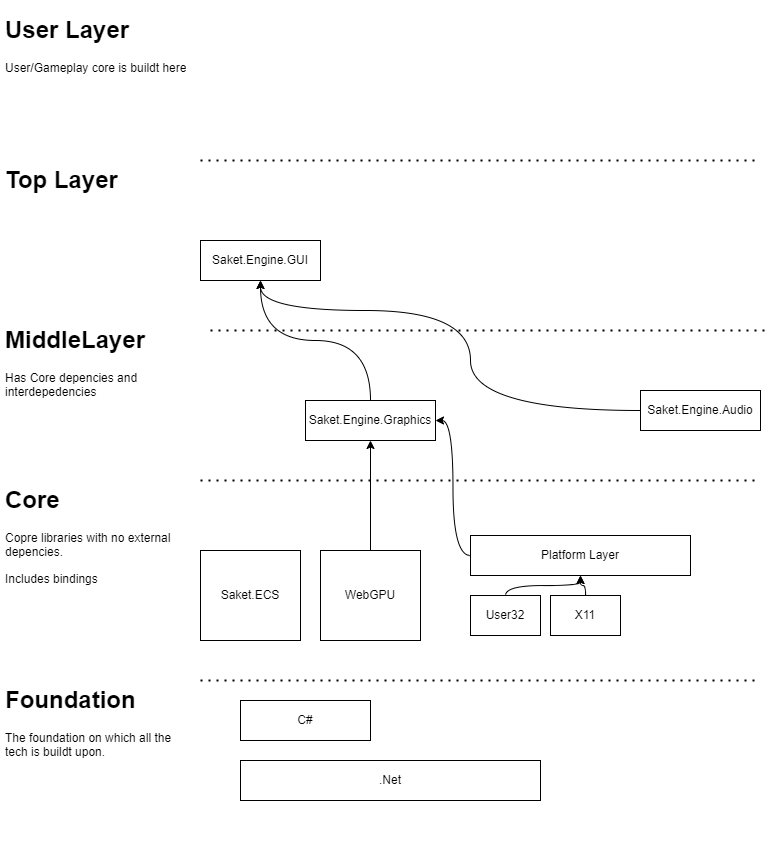 User Layer
User/Gameplay core is buildt here
Top Layer
Saket.Engine.GUI
MiddleLayer
Has Core depencies and
interdepedencies
Saket.Engine.Graphics
Saket.Engine.Audio
Core
Copre libraries with no external
depencies.
Includes bindings
Saket.ECS
WebGPU
Platform Layer
User32
X11
Foundation
The foundation on which all the
tech is buildt upon.
C#
.Net